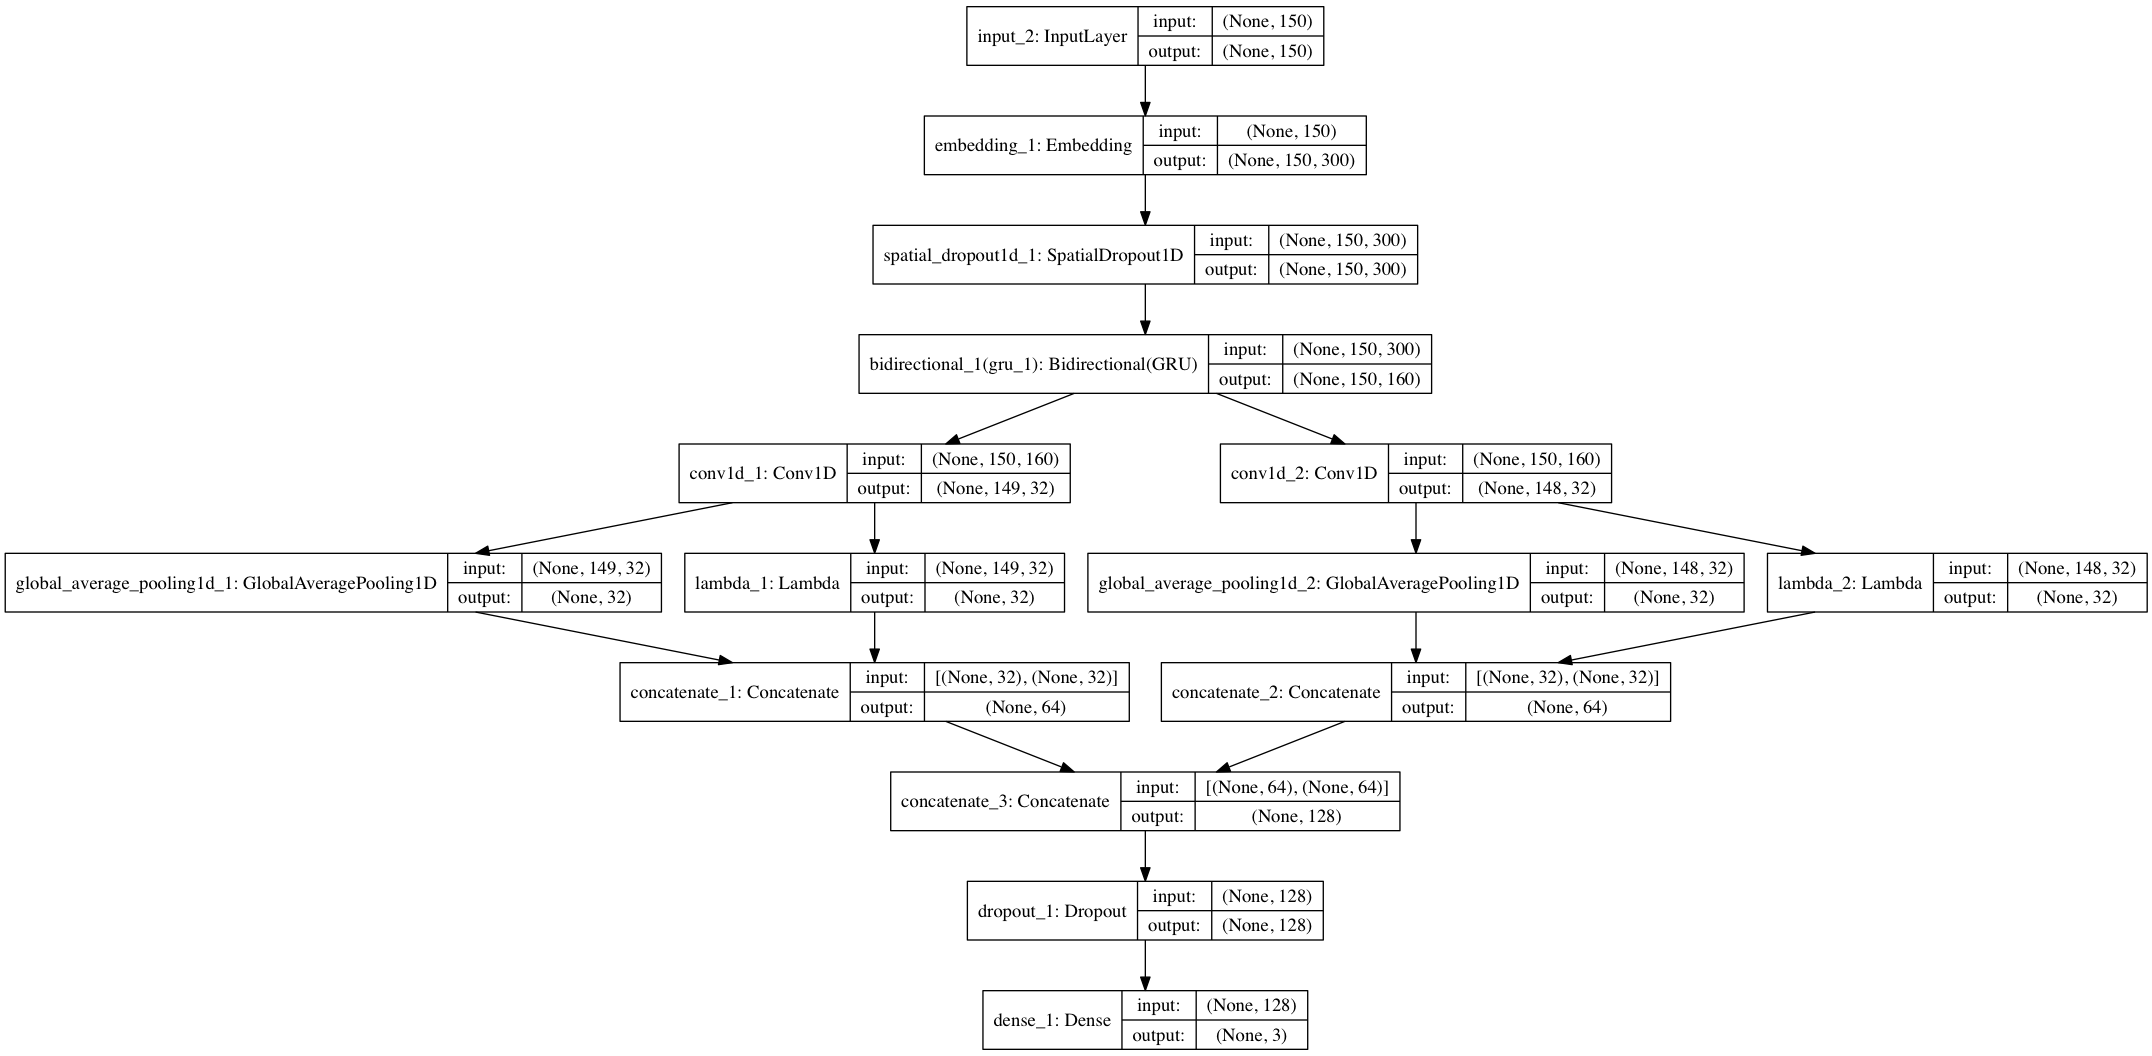 input_2: InputLayer
input: (None, 150)
output: (None, 150)
embedding_1: Embedding
input: (None, 150)
output: (None, 150, 300)
spatial_dropout1d_1: SpatialDropout1D
input: (None, 150, 300)
output: (None, 150, 300)
bidirectional_1(gru_1): Bidirectional(GRU)
input: (None, 150, 300)
output: (None, 150, 160)
conv1d_1: Conv1D
input: (None, 150, 160)
output: (None, 149, 32)
conv1d_2: Conv1D
input: (None, 150, 160)
output: (None, 148, 32)
global_average_pooling1d_1: GlobalAveragePooling1D
input: (None, 149, 32)
output: (None, 32)
lambda_1: Lambda
input: (None, 149, 32)
output: (None, 32)
global_average_pooling1d_2: GlobalAveragePooling1D
input: (None, 148, 32)
output: (None, 32)
lambda_2: Lambda
input: (None, 148, 32)
output: (None, 32)
concatenate_1: Concatenate
input: [(None, 32), (None, 32)]
output: (None, 64)
concatenate_2: Concatenate
input: [(None, 32), (None, 32)]
output: (None, 64)
concatenate_3: Concatenate
input: [(None, 64), (None, 64)]
output: (None, 128)
dropout_1: Dropout
input: (None, 128)
output: (None, 128)
dense_1: Dense
input: (None, 128)
output: (None, 3)